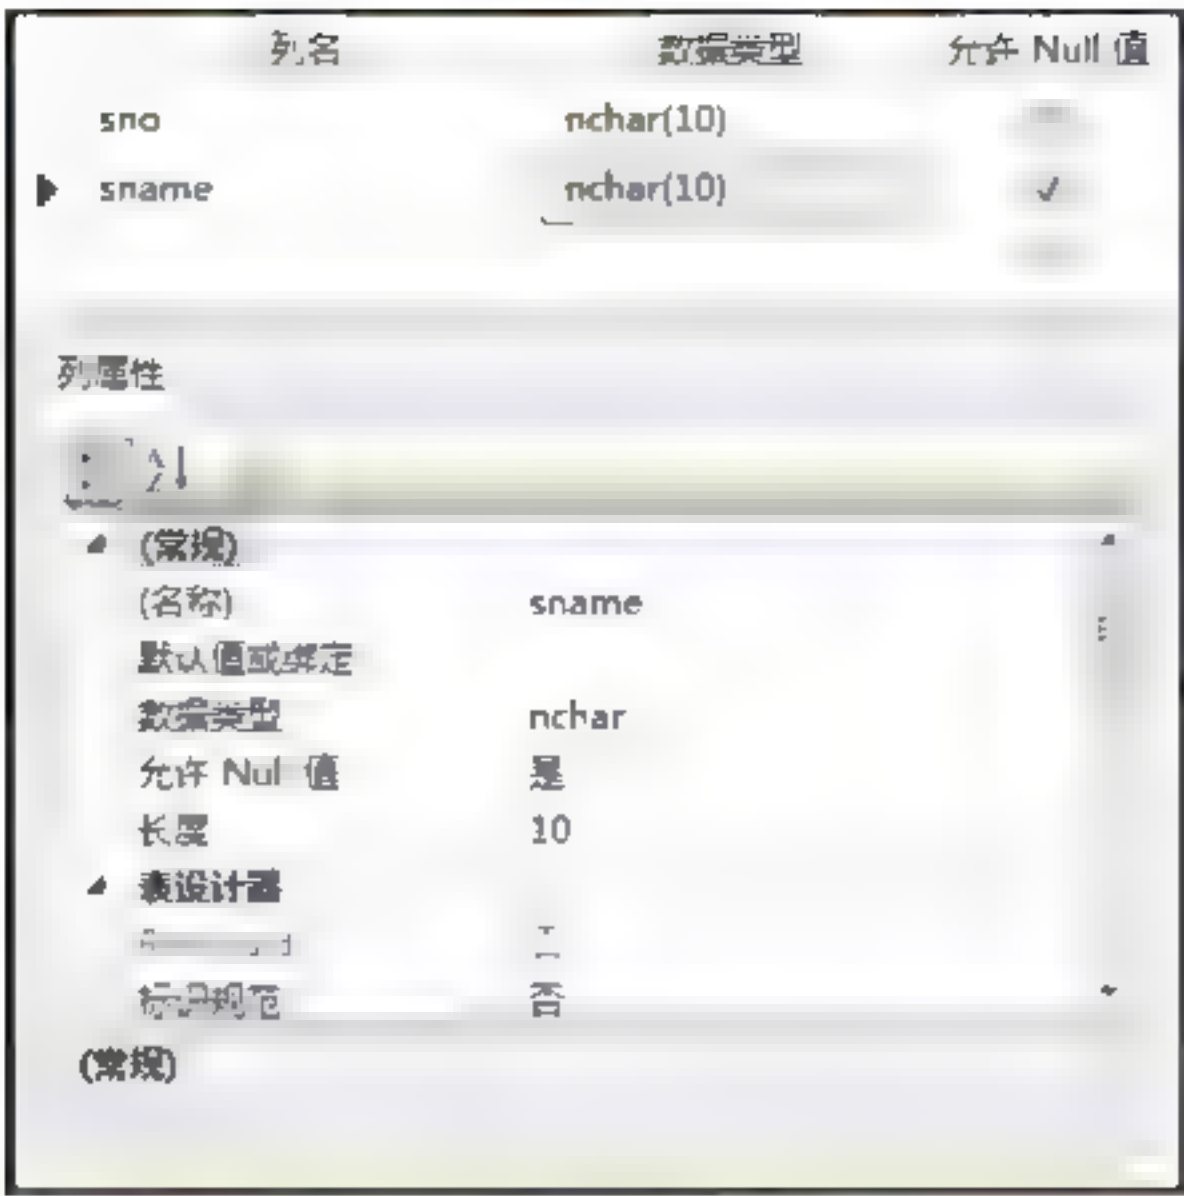 列名 数据类型 允许 Null 值
sno nchar(10)
sname nchar(10)
列属性
(常规)
(名称) sname
默认值或绑定
数据类型 nchar
允许 Null 值 是
长度 10
表设计器
标识规范 否
(常规)